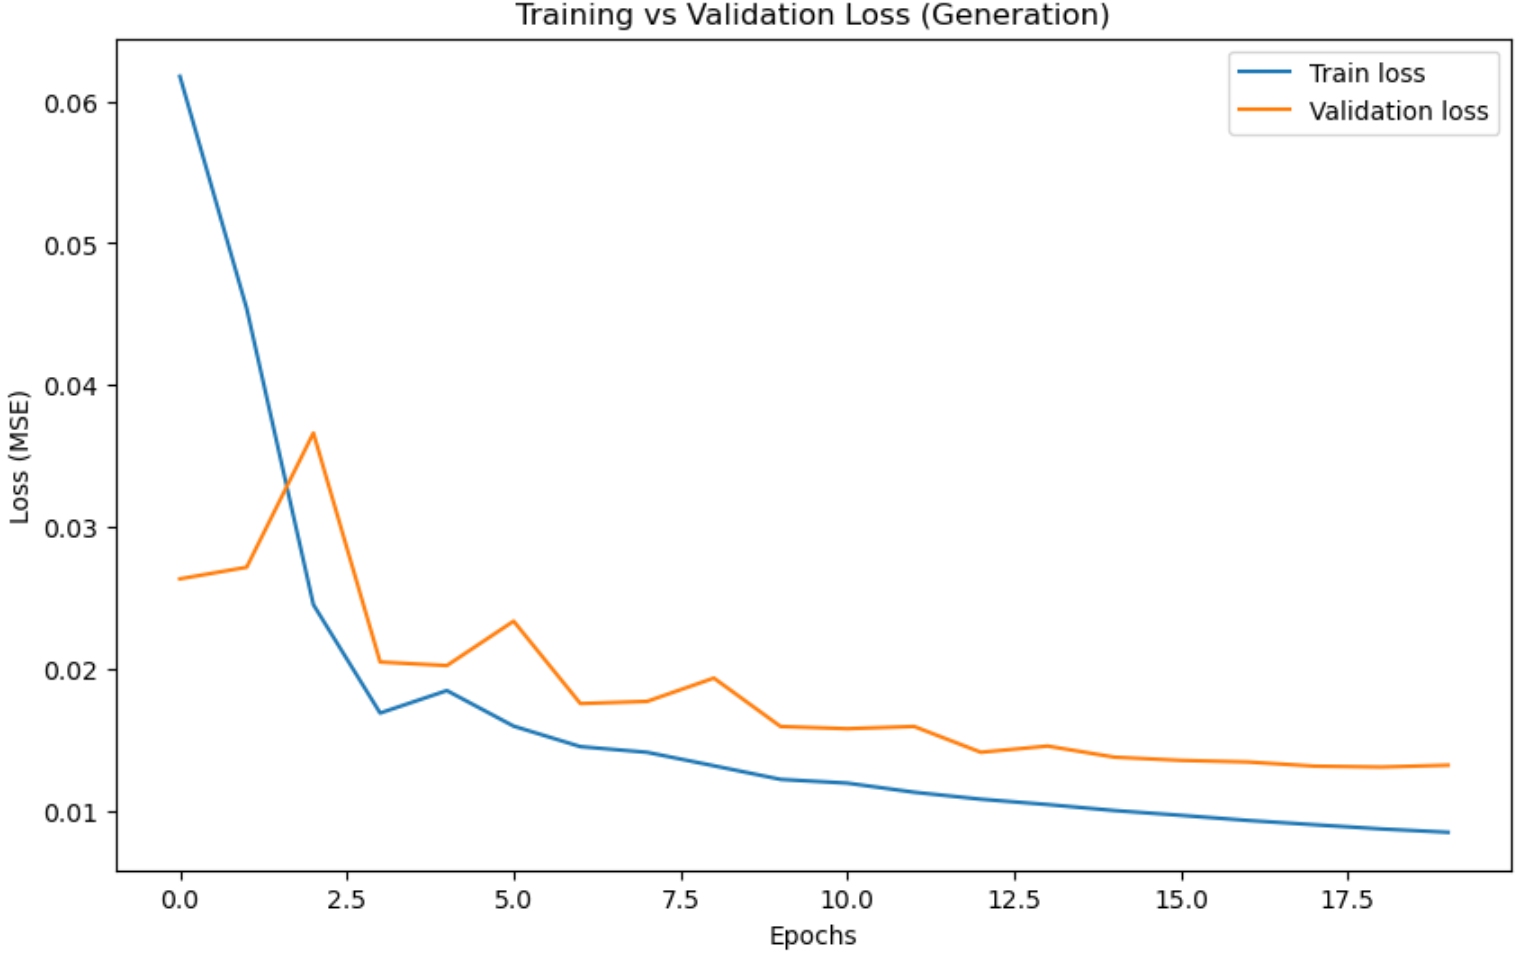 Training vs Validation Loss (Generation)
Train loss
Validation loss
0.06
0.05
0.04
0.03
0.02
0.01
Loss (MSE)
0.0 2.5 5.0 7.5 10.0 12.5 15.0 17.5
Epochs